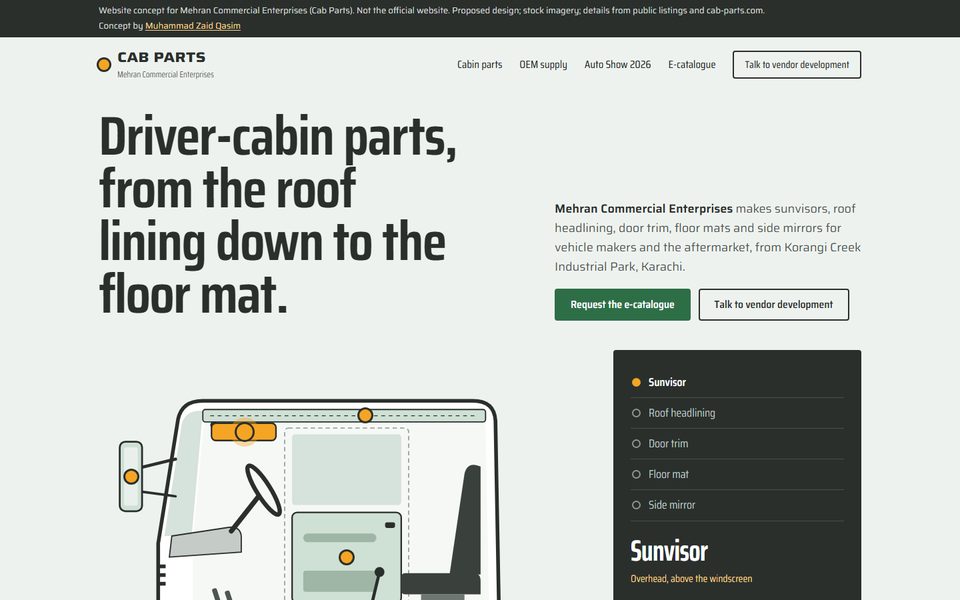 Website concept for Mehran Commercial Enterprises (Cab Parts). Not the official website. Proposed design; stock imagery; details from public listings and cab-parts.com.
Concept by Muhammad Zaid Qasim
CAB PARTS
Mehran Commercial Enterprises
Cabin parts
OEM supply
Auto Show 2026
E-catalogue
Talk to vendor development
Driver-cabin parts,
from the roof
lining down to the
floor mat.
Mehran Commercial Enterprises makes sunvisors, roof
headlining, door trim, floor mats and side mirrors for
vehicle makers and the aftermarket, from Korangi Creek
Industrial Park, Karachi.
Request the e-catalogue
Talk to vendor development
Sunvisor
Roof headlining
Door trim
Floor mat
Side mirror
Sunvisor
Overhead, above the windscreen